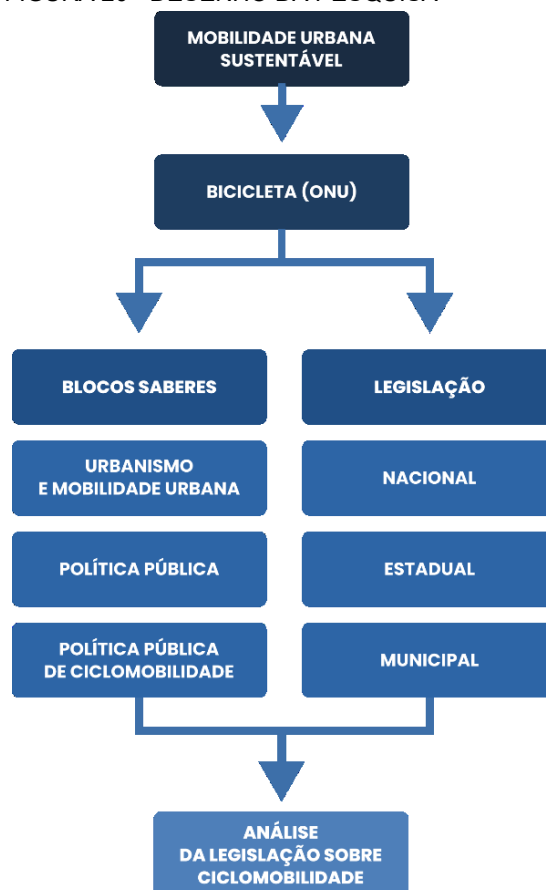 MOBILIDADE URBANA
SUSTENTÁVEL
BICICLETA (ONU)
BLOCOS SABERES
LEGISLAÇÃO
URBANISMO
E MOBILIDADE URBANA
NACIONAL
POLÍTICA PÚBLICA
ESTADUAL
POLÍTICA PÚBLICA
DE CICLOMOBILIDADE
MUNICIPAL
ANÁLISE
DA LEGISLAÇÃO SOBRE
CICLOMOBILIDADE